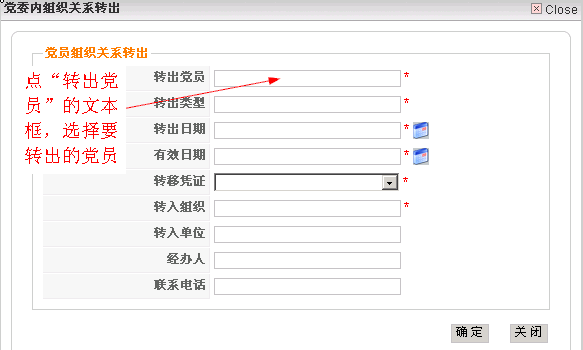 党委内组织关系转出
Close
党员组织关系转出
点“转出党
员”的文本
框，选择要
转出的党员
转出党员 *
转出类型 *
转出日期 *
有效日期 *
转移凭证 *
转入组织 *
转入单位
经办人
联系电话
确定 关闭